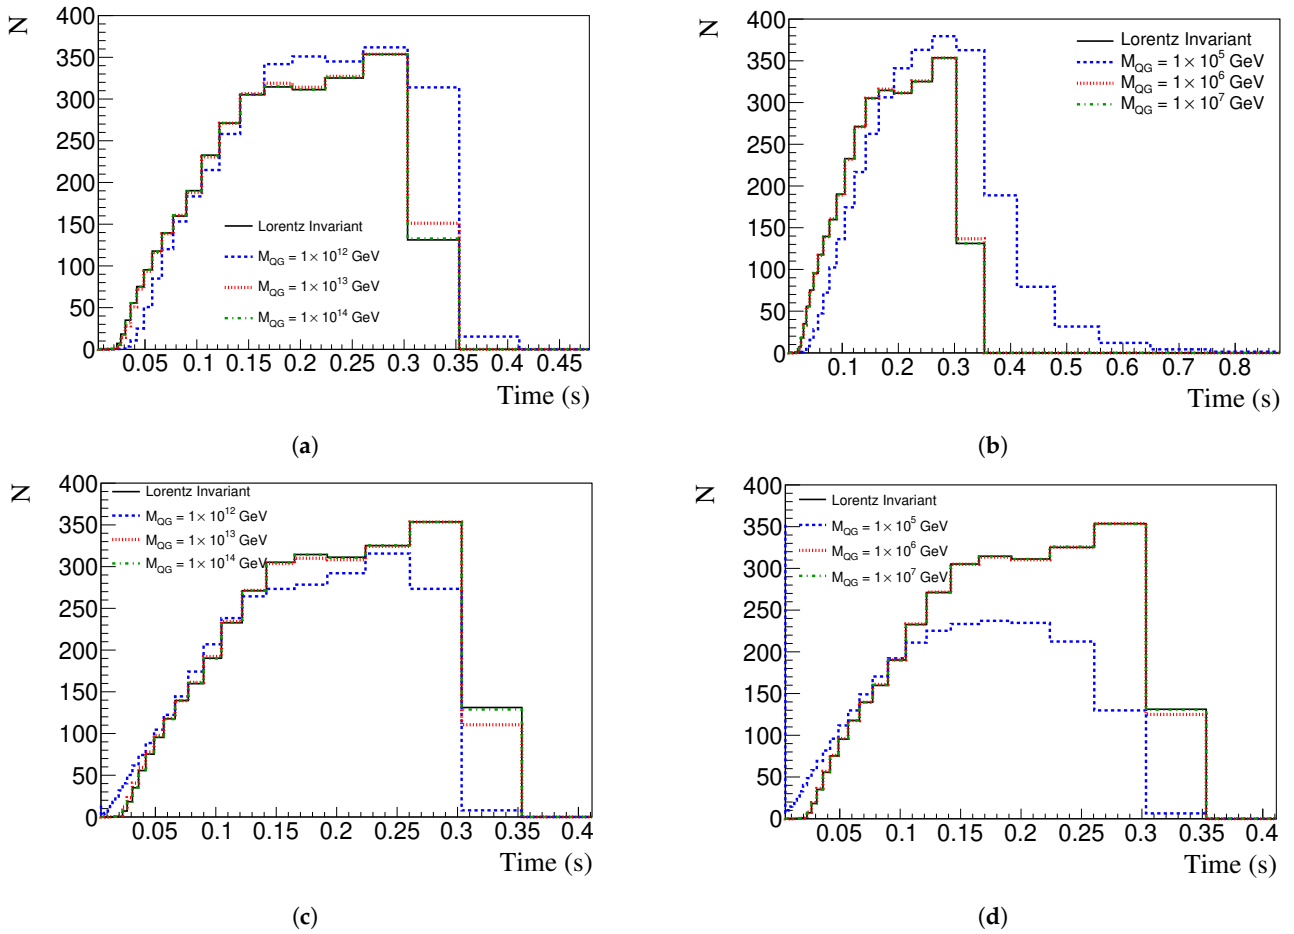 N
400
350
300
250
200
150
100
50
0
Lorentz Invariant
M_QG = 1 × 10^12 GeV
M_QG = 1 × 10^13 GeV
M_QG = 1 × 10^14 GeV
0.05 0.1 0.15 0.2 0.25 0.3 0.35 0.4 0.45
Time (s)
(a)
N
400
350
300
250
200
150
100
50
0
Lorentz Invariant
M_QG = 1 × 10^5 GeV
M_QG = 1 × 10^6 GeV
M_QG = 1 × 10^7 GeV
0.1 0.2 0.3 0.4 0.5 0.6 0.7 0.8
Time (s)
(b)
N
400
350
300
250
200
150
100
50
0
Lorentz Invariant
M_QG = 1 × 10^12 GeV
M_QG = 1 × 10^13 GeV
M_QG = 1 × 10^14 GeV
0.05 0.1 0.15 0.2 0.25 0.3 0.35 0.4
Time (s)
(c)
N
400
350
300
250
200
150
100
50
0
Lorentz Invariant
M_QG = 1 × 10^5 GeV
M_QG = 1 × 10^6 GeV
M_QG = 1 × 10^7 GeV
0.05 0.1 0.15 0.2 0.25 0.3 0.35 0.4
Time (s)
(d)